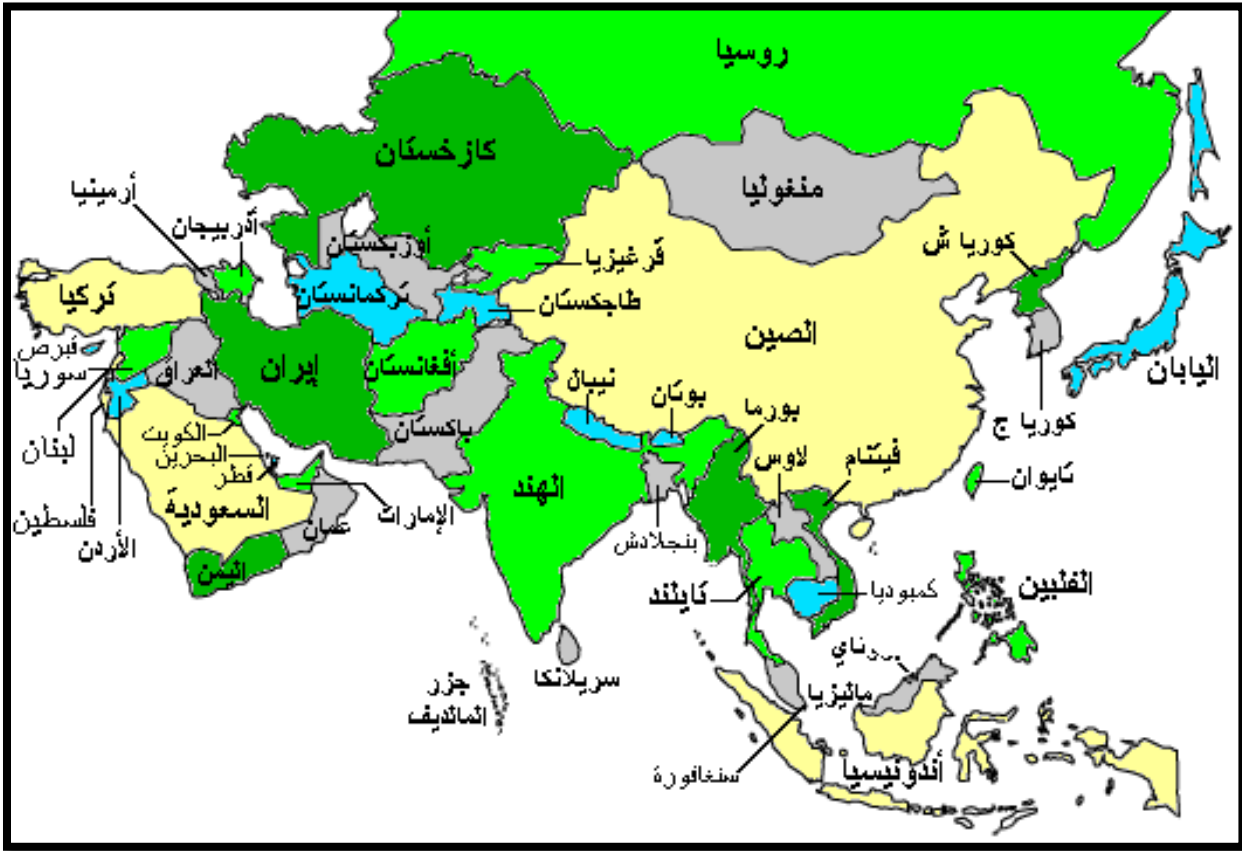 روسيا
كازخستان
منغوليا
أرمينيا
أذربيجان
أوزبكستان
قرغيزيا
كوريا ش
تركيا
تركمانستان
طاجكستان
الصين
قبرص
سوريا
العراق
إيران
أفغانستان
نيبال
بوتان
بورما
اليابان
لبنان
الكويت
باكستان
لاوس
فيتنام
كوريا ج
البحرين
قطر
الهند
تايوان
فلسطين
السعودية
عمان
الإمارات
الأردن
بنجلادش
اليمن
تايلند
كمبوديا
الفلبين
سريلانكا
جزر
المالديف
ماليزيا
سنغافورة
أندونيسيا